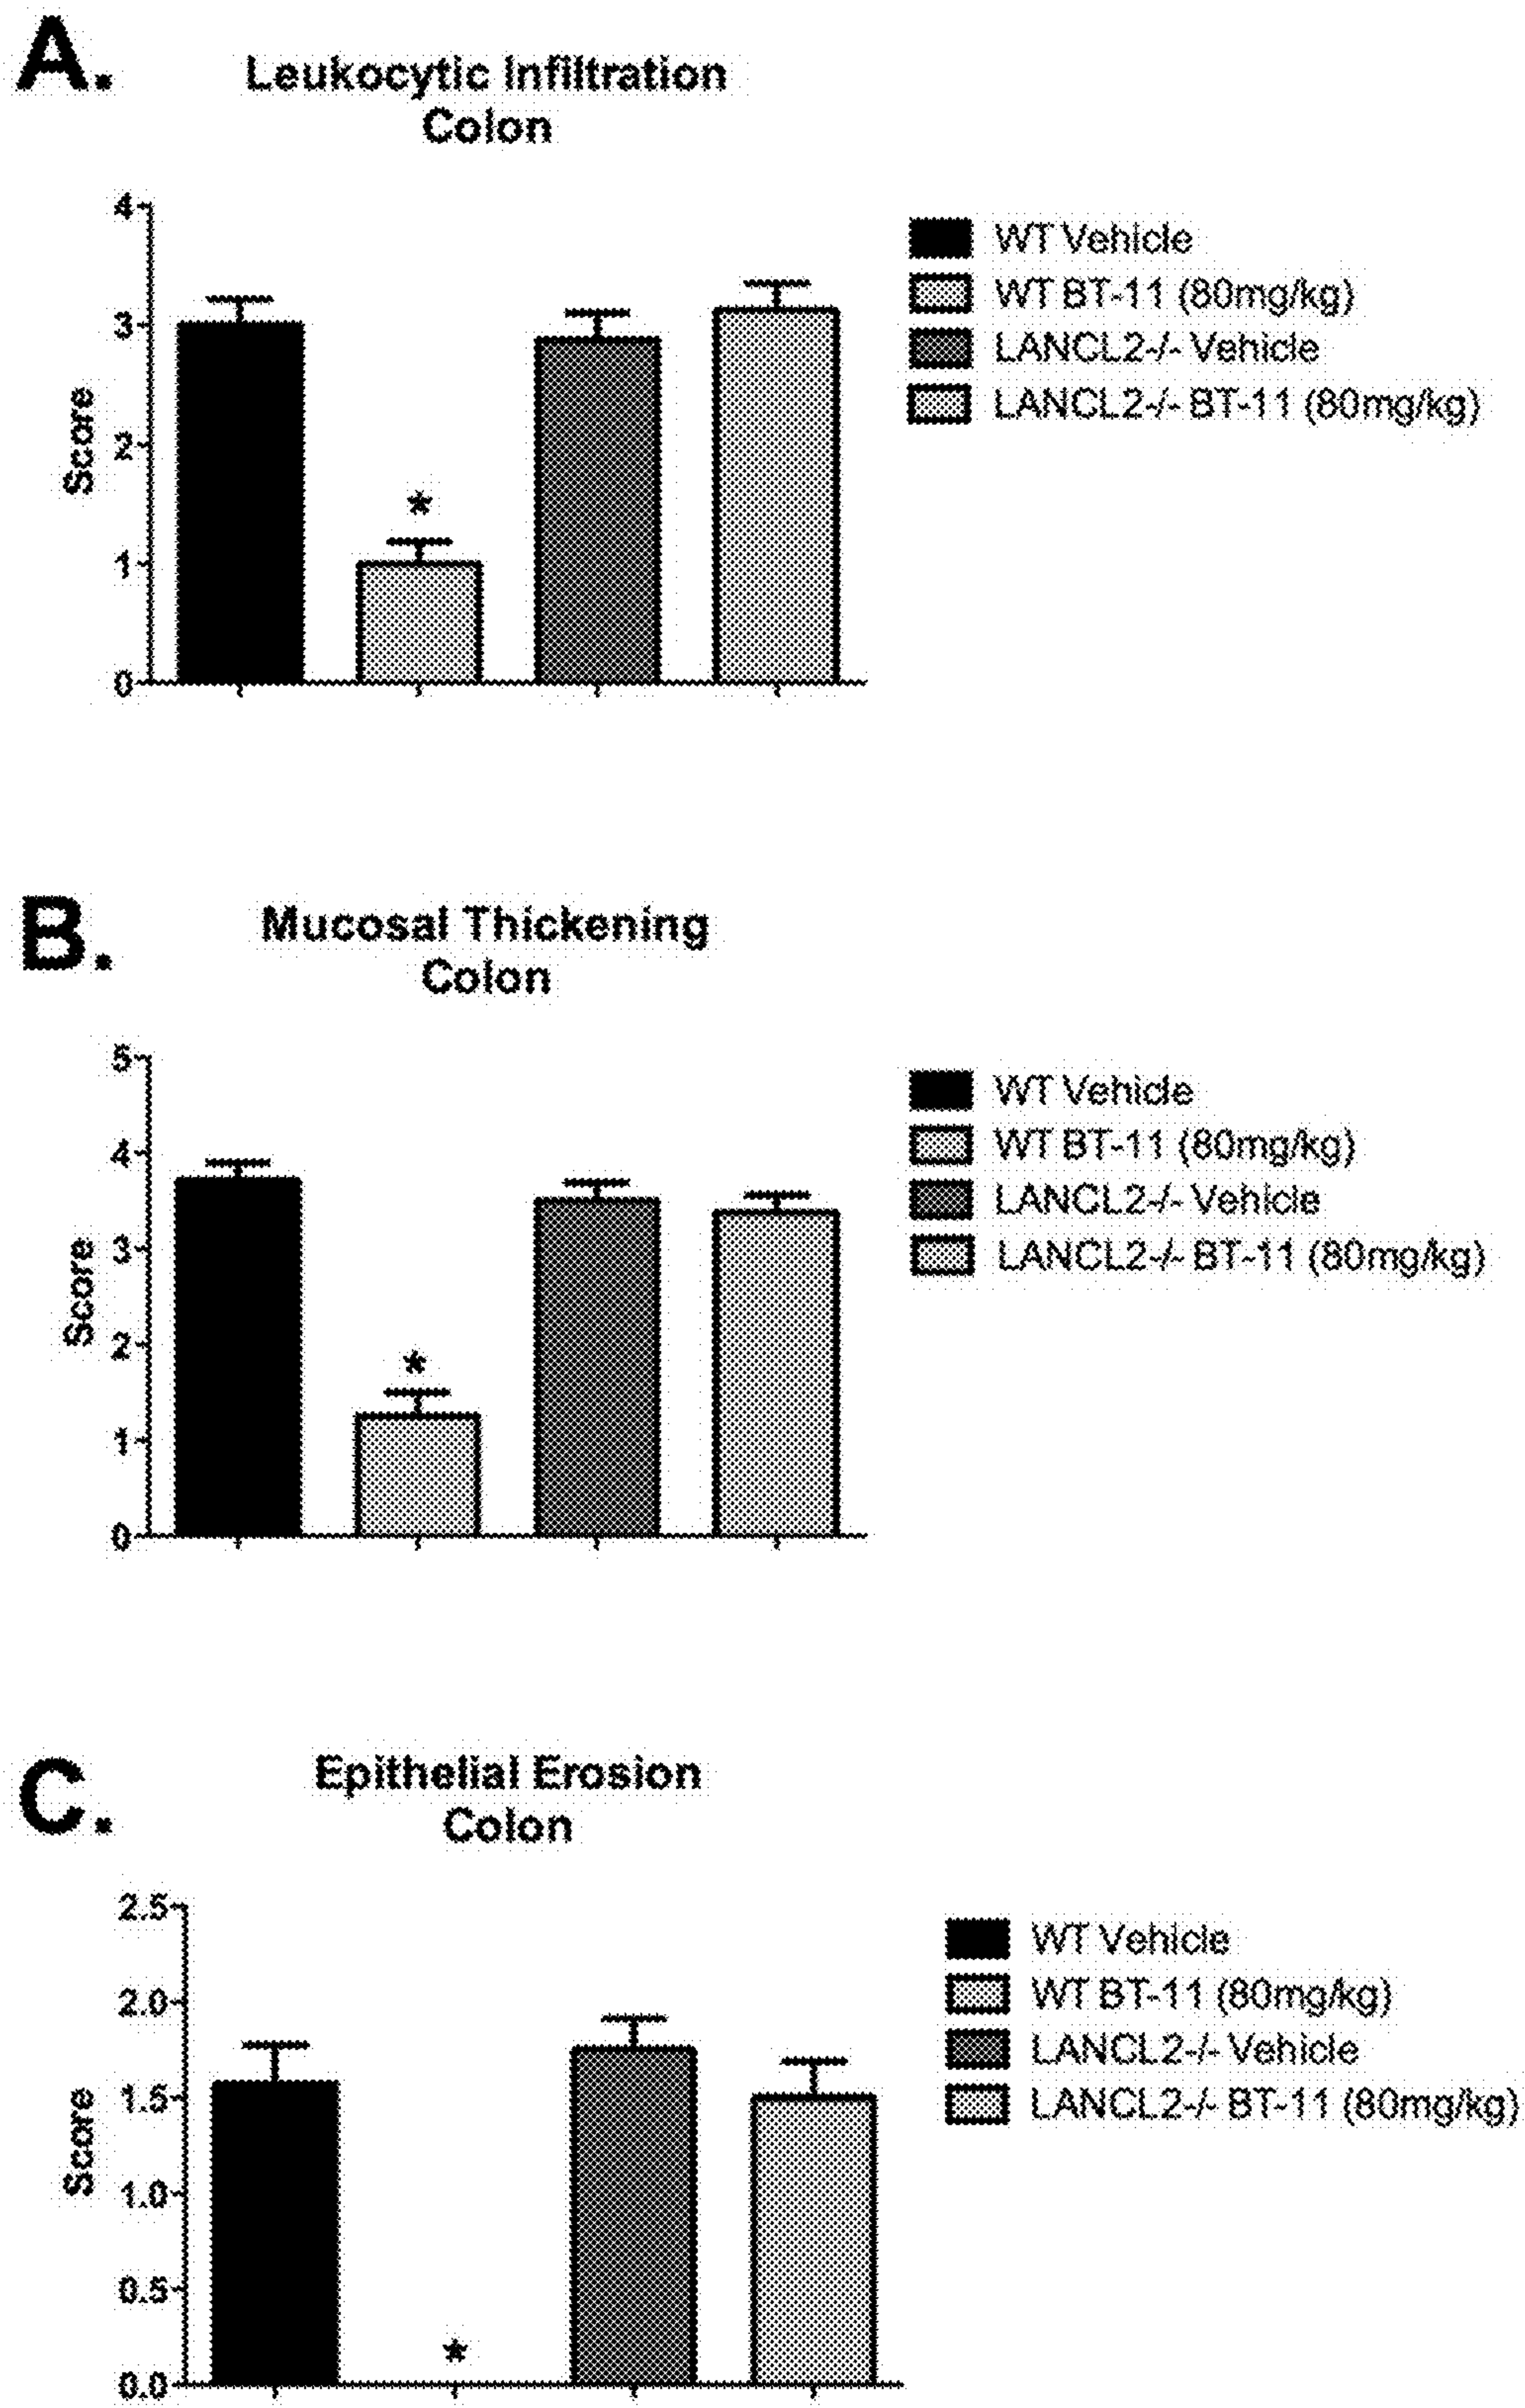 A.
Leukocytic Infiltration
Colon
4
3
2
1
0
Score
*
WT Vehicle
WT BT-11 (80mg/kg)
LANCL2-/- Vehicle
LANCL2-/- BT-11 (80mg/kg)
B.
Mucosal Thickening
Colon
5
4
3
2
1
0
Score
*
WT Vehicle
WT BT-11 (80mg/kg)
LANCL2-/- Vehicle
LANCL2-/- BT-11 (80mg/kg)
C.
Epithelial Erosion
Colon
2.5
2.0
1.5
1.0
0.5
0.0
Score
*
WT Vehicle
WT BT-11 (80mg/kg)
LANCL2-/- Vehicle
LANCL2-/- BT-11 (80mg/kg)